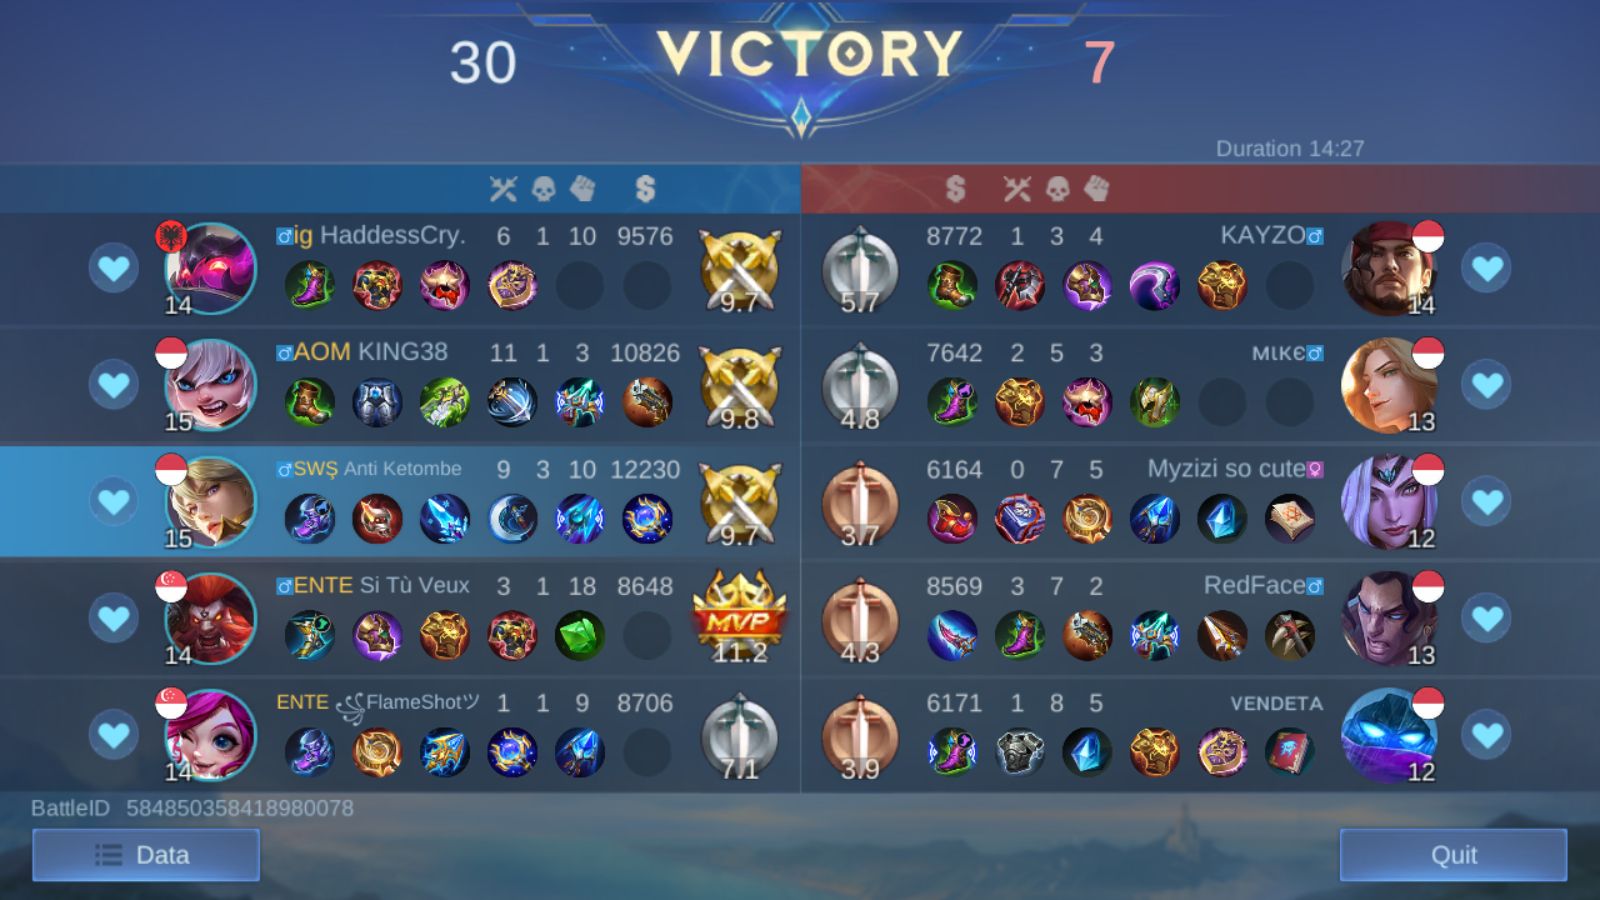 30 VICTORY 7
Duration 14:27
ig HaddessCry. 6 1 10 9576
14 9.7
8772 1 3 4 KAYZO
5.7 14
AOM KING38 11 1 3 10826
15 9.8
7642 2 5 3 MIKE
4.8 13
SWŞ Anti Ketombe 9 3 10 12230
15 9.7
6164 0 7 5 Myzizi so cute
3.7 12
ENTE Si Tù Veux 3 1 18 8648
14 MVP 11.2
8569 3 7 2 RedFace
4.3 13
ENTE ꧁FlameShotツ 1 1 9 8706
14 7.1
6171 1 8 5 VENDETA
3.9 12
BattleID 584850358418980078
Data
Quit